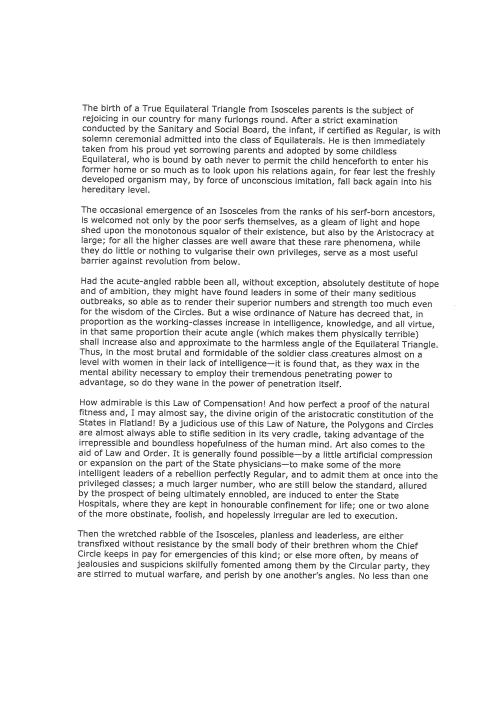 The birth of a True Equilateral Triangle from Isosceles parents is the subject of
rejoicing in our country for many furlongs round. After a strict examination
conducted by the Sanitary and Social Board, the infant, if certified as Regular, is with
solemn ceremonial admitted into the class of Equilaterals. He is then immediately
taken from his proud yet sorrowing parents and adopted by some childless
Equilateral, who is bound by oath never to permit the child henceforth to enter his
former home or so much as to look upon his relations again, for fear lest the freshly
developed organism may, by force of unconscious imitation, fall back again into his
hereditary level.
The occasional emergence of an Isosceles from the ranks of his serf-born ancestors,
is welcomed not only by the poor serfs themselves, as a gleam of light and hope
shed upon the monotonous squalor of their existence, but also by the Aristocracy at
large; for all the higher classes are well aware that these rare phenomena, while
they do little or nothing to vulgarise their own privileges, serve as a most useful
barrier against revolution from below.
Had the acute-angled rabble been all, without exception, absolutely destitute of hope
and of ambition, they might have found leaders in some of their many seditious
outbreaks, so able as to render their superior numbers and strength too much even
for the wisdom of the Circles. But a wise ordinance of Nature has decreed that, in
proportion as the working-classes increase in intelligence, knowledge, and all virtue,
in that same proportion their acute angle (which makes them physically terrible)
shall increase also and approximate to the harmless angle of the Equilateral Triangle.
Thus, in the most brutal and formidable of the soldier class creatures almost on a
level with women in their lack of intelligence—it is found that, as they wax in the
mental ability necessary to employ their tremendous penetrating power to
advantage, so do they wane in the power of penetration itself.
How admirable is this Law of Compensation! And how perfect a proof of the natural
fitness and, I may almost say, the divine origin of the aristocratic constitution of the
States in Flatland! By a judicious use of this Law of Nature, the Polygons and Circles
are almost always able to stifle sedition in its very cradle, taking advantage of the
irrepressible and boundless hopefulness of the human mind. Art also comes to the
aid of Law and Order. It is generally found possible—by a little artificial compression
or expansion on the part of the State physicians—to make some of the more
intelligent leaders of a rebellion perfectly Regular, and to admit them at once into the
privileged classes; a much larger number, who are still below the standard, allured
by the prospect of being ultimately ennobled, are induced to enter the State
Hospitals, where they are kept in honourable confinement for life; one or two alone
of the more obstinate, foolish, and hopelessly irregular are led to execution.
Then the wretched rabble of the Isosceles, planless and leaderless, are either
transfixed without resistance by the small body of their brethren whom the Chief
Circle keeps in pay for emergencies of this kind; or else more often, by means of
jealousies and suspicions skilfully fomented among them by the Circular party, they
are stirred to mutual warfare, and perish by one another's angles. No less than one